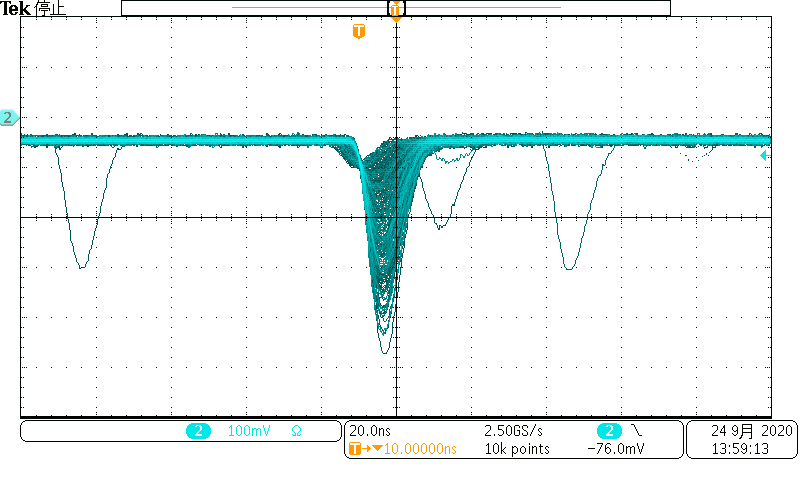 Tek 停止
T
T
2
2 100mV Ω
20.0ns 2.50GS/s 2
T→▼10.00000ns 10k points −76.0mV
24 9月 2020
13:59:13